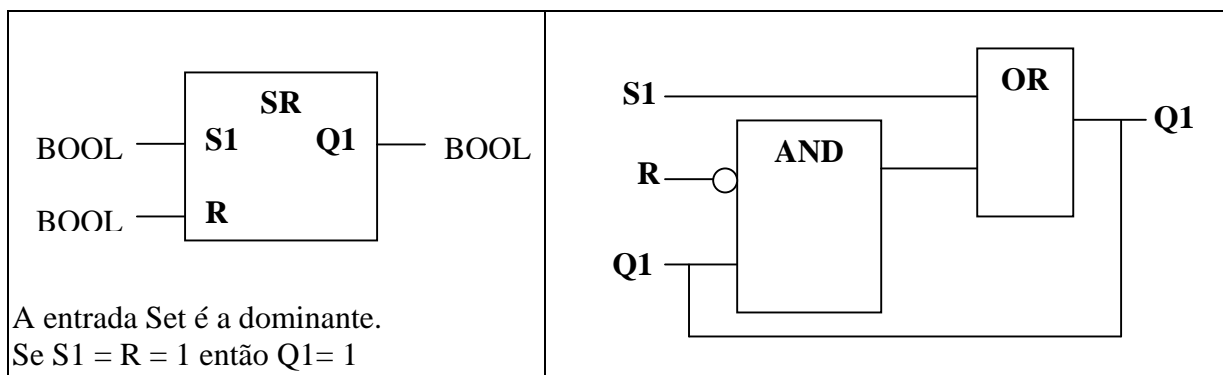 SR
BOOL S1 Q1 BOOL
BOOL R
A entrada Set é a dominante.
Se S1 = R = 1 então Q1= 1
OR
S1
Q1
AND
R
Q1